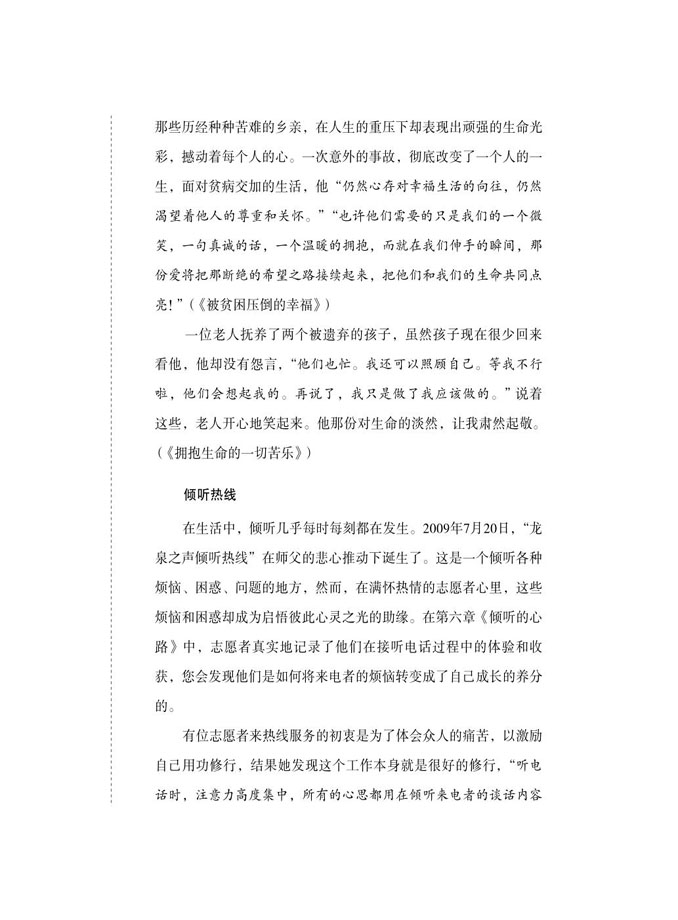 那些历经种种苦难的乡亲，在人生的重压下却表现出顽强的生命光
彩，撼动着每个人的心。一次意外的事故，彻底改变了一个人的一
生，面对贫病交加的生活，他“仍然心存对幸福生活的向往，仍然
渴望着他人的尊重和关怀。”“也许他们需要的只是我们的一个微
笑，一句真诚的话，一个温暖的拥抱，而就在我们伸手的瞬间，那
份爱将把那断绝的希望之路接续起来，把他们和我们的生命共同点
亮！”（《被贫困压倒的幸福》）
一位老人抚养了两个被遗弃的孩子，虽然孩子现在很少回来
看他，他却没有怨言，“他们也忙。我还可以照顾自己。等我不行
啦，他们会想起我的。再说了，我只是做了我应该做的。”说着
这些，老人开心地笑起来。他那份对生命的淡然，让我肃然起敬。
（《拥抱生命的一切苦乐》）
倾听热线
在生活中，倾听几乎每时每刻都在发生。2009年7月20日，“龙
泉之声倾听热线”在师父的悲心推动下诞生了。这是一个倾听各种
烦恼、困惑、问题的地方，然而，在满怀热情的志愿者心里，这些
烦恼和困惑却成为启悟彼此心灵之光的助缘。在第六章《倾听的心
路》中，志愿者真实地记录了他们在接听电话过程中的体验和收
获，您会发现他们是如何将来电者的烦恼转变成了自己成长的养分
的。
有位志愿者来热线服务的初衷是为了体会众人的痛苦，以激励
自己用功修行，结果她发现这个工作本身就是很好的修行，“听电
话时，注意力高度集中，所有的心思都用在倾听来电者的谈话内容